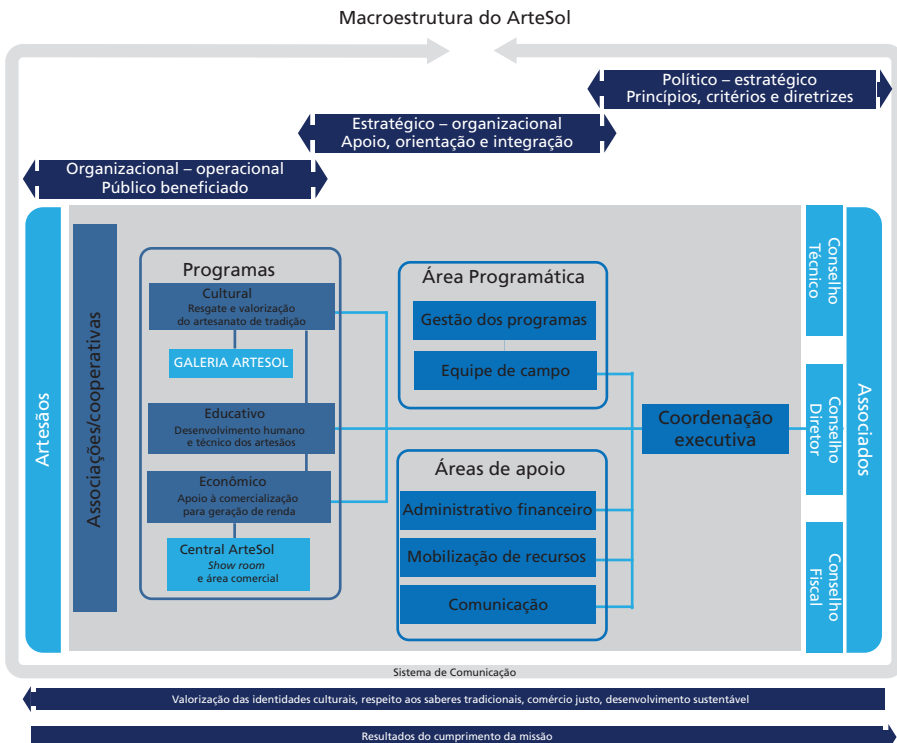 Macroestrutura do ArteSol
Político – estratégico
Princípios, critérios e diretrizes
Estratégico – organizacional
Apoio, orientação e integração
Organizacional – operacional
Público beneficiado
Artesãos
Associações/cooperativas
Programas
Cultural
Resgate e valorização
do artesanato de tradição
GALERIA ARTESOL
Educativo
Desenvolvimento humano
e técnico dos artesãos
Econômico
Apoio à comercialização
para geração de renda
Central ArteSol
Show room
e área comercial
Área Programática
Gestão dos programas
Equipe de campo
Áreas de apoio
Administrativo financeiro
Mobilização de recursos
Comunicação
Coordenação
executiva
Conselho
Técnico
Conselho
Diretor
Conselho
Fiscal
Associados
Sistema de Comunicação
Valorização das identidades culturais, respeito aos saberes tradicionais, comércio justo, desenvolvimento sustentável
Resultados do cumprimento da missão